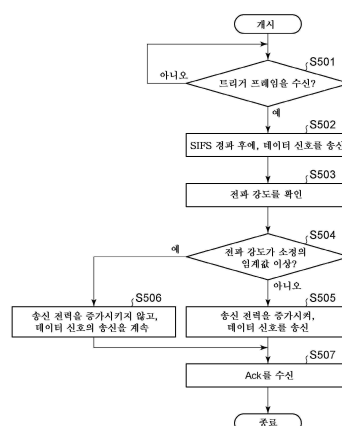 개시
S501
아니오
트리거 프레임을 수신?
예
S502
SIFS 경과 후에, 데이터 신호를 송신
S503
전파 강도를 확인
S504
예
전파 강도가 소정의
임계값 이상?
아니오
S506
S505
송신 전력을 증가시키지 않고,
데이터 신호의 송신을 계속
송신 전력을 증가시켜,
데이터 신호를 송신
S507
Ack를 수신
종료